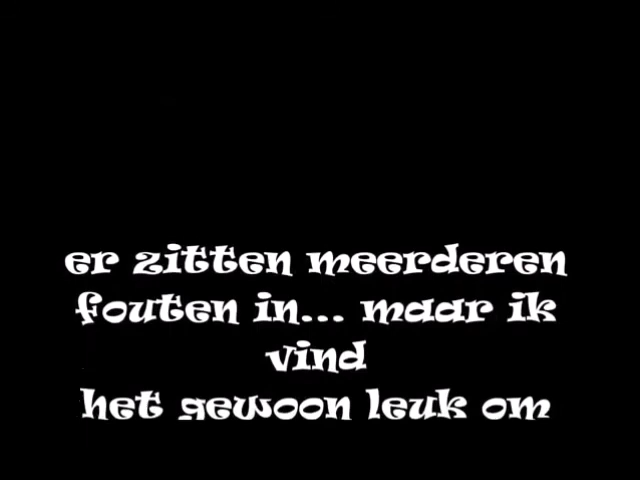 er zitten meerderen
fouten in... maar ik
vind
het gewoon leuk om